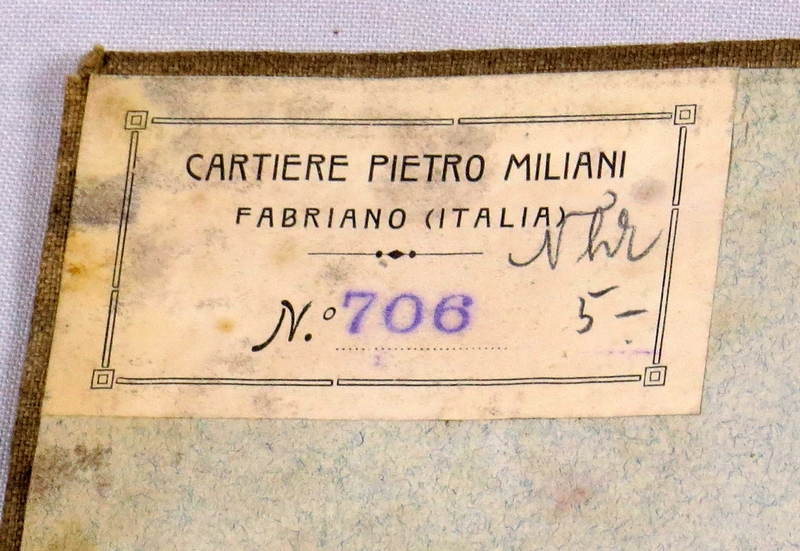 CARTIERE PIETRO MILIANI
FABRIANO (ITALIA)
N.º 706
5-